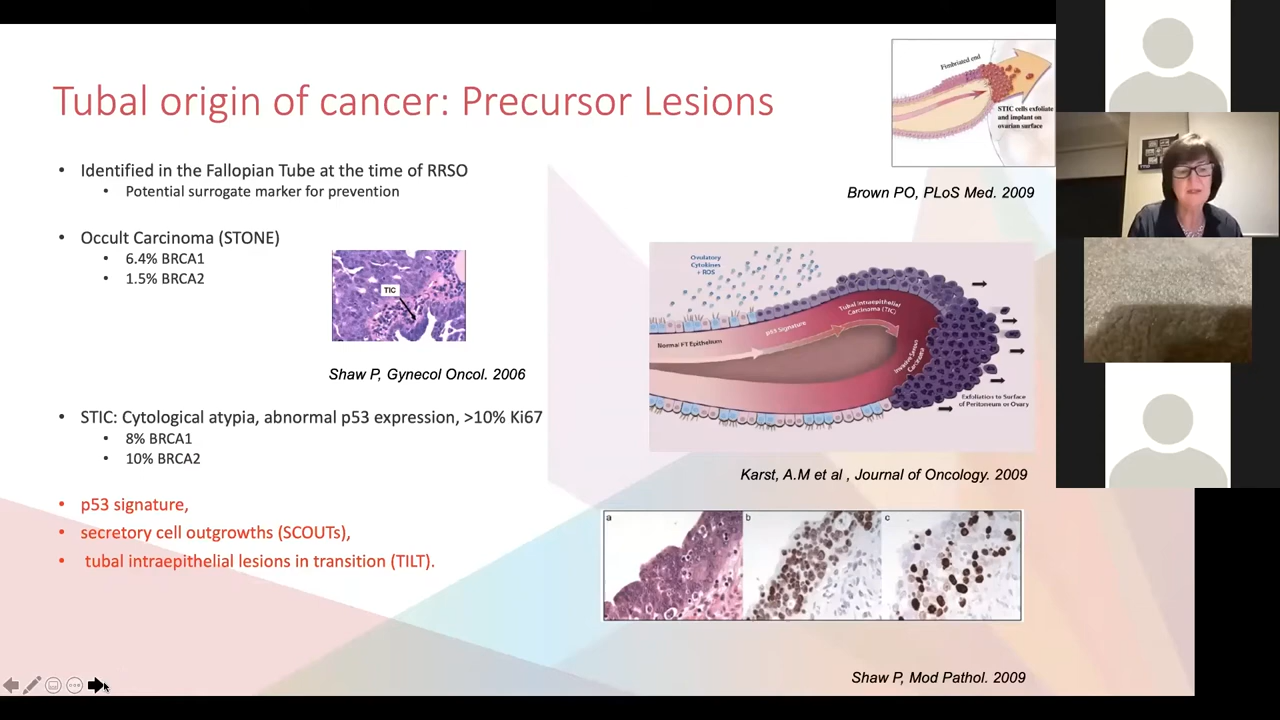 Tubal origin of cancer: Precursor Lesions
• Identified in the Fallopian Tube at the time of RRSO
• Potential surrogate marker for prevention
• Occult Carcinoma (STONE)
• 6.4% BRCA1
• 1.5% BRCA2
TIC
Shaw P, Gynecol Oncol. 2006
• STIC: Cytological atypia, abnormal p53 expression, >10% Ki67
• 8% BRCA1
• 10% BRCA2
• p53 signature,
• secretory cell outgrowths (SCOUTs),
• tubal intraepithelial lesions in transition (TILT).
Fimbriated end
STIC cells exfoliate
and implant on
ovarian surface
Brown PO, PLoS Med. 2009
Ovulatory
Cytokines
+ ROS
Normal FT Epithelium
p53 Signature
Tubal Intraepithelial
Carcinoma (TIC)
Invasive Serous
Carcinoma
Exfoliation to Surface
of Peritoneum or Ovary
Karst, A.M et al , Journal of Oncology. 2009
a
b
c
Shaw P, Mod Pathol. 2009